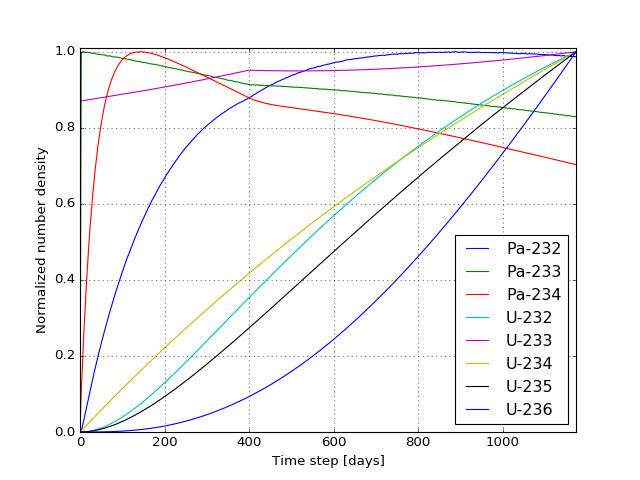 1.0
0.8
0.6
0.4
0.2
0.0
Normalized number density
0
200
400
600
800
1000
Time step [days]
Pa-232
Pa-233
Pa-234
U-232
U-233
U-234
U-235
U-236